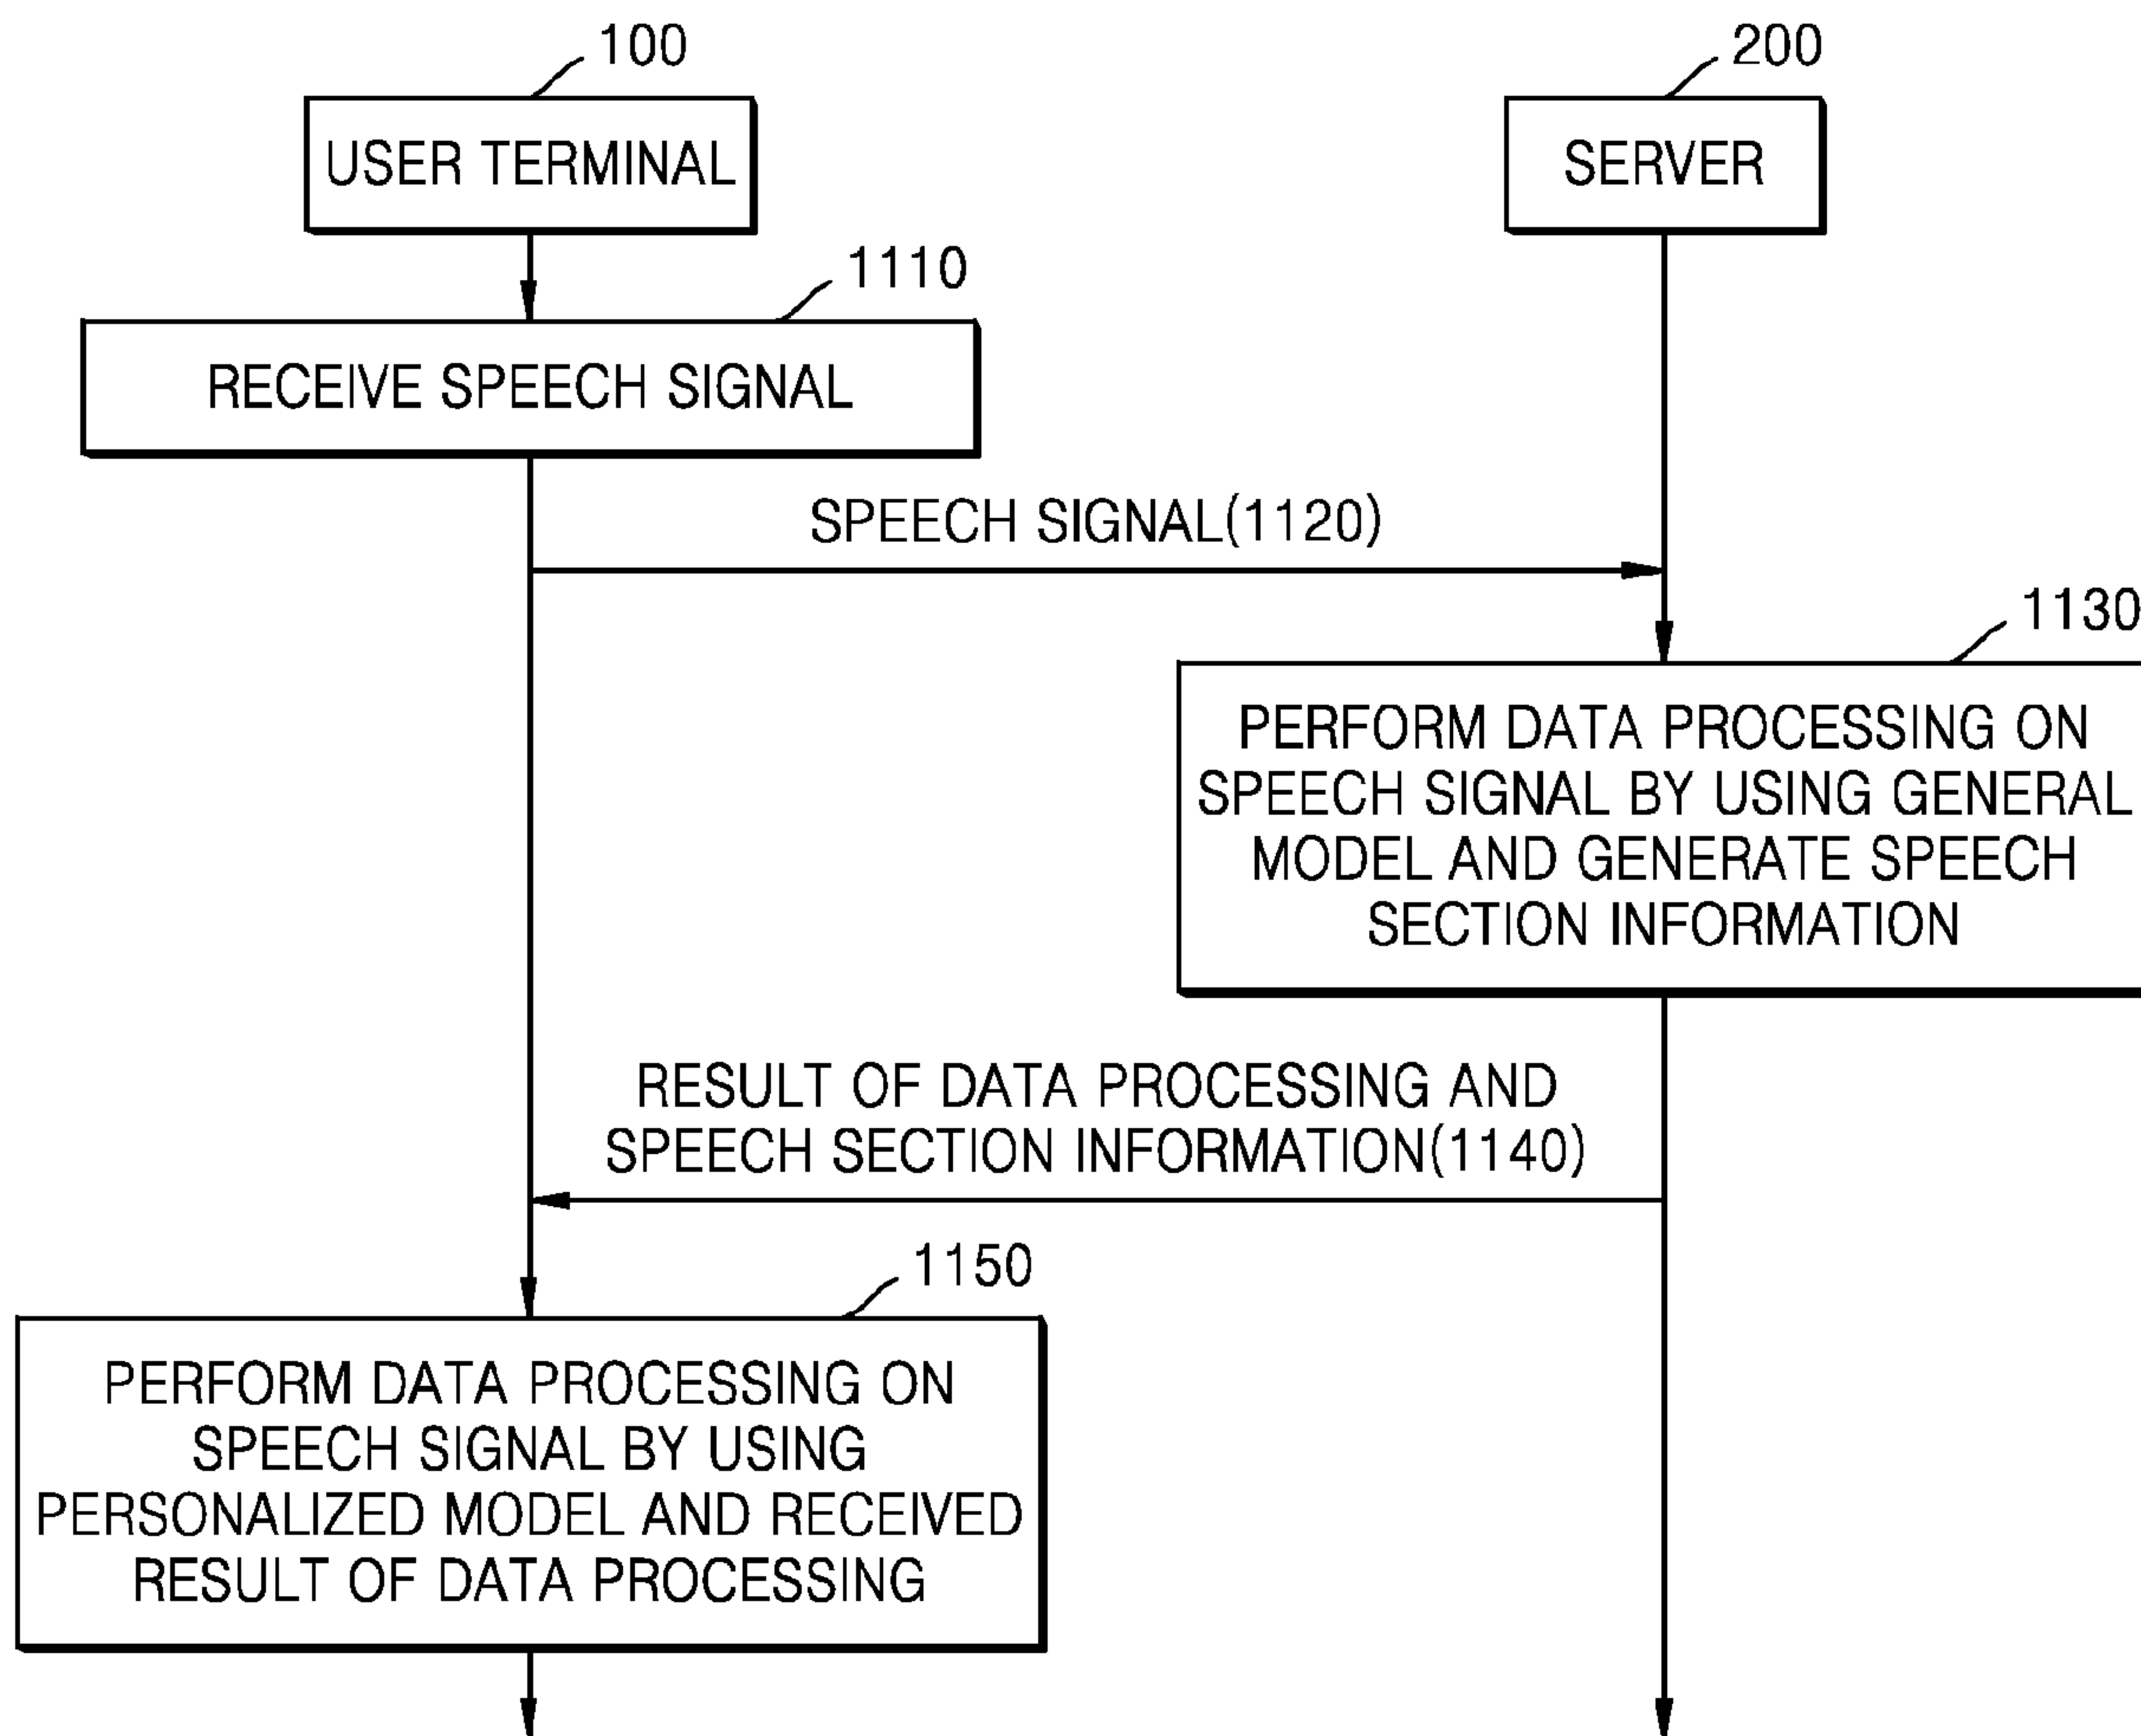 100
200
USER TERMINAL
SERVER
1110
RECEIVE SPEECH SIGNAL
SPEECH SIGNAL(1120)
1130
PERFORM DATA PROCESSING ON
SPEECH SIGNAL BY USING GENERAL
MODEL AND GENERATE SPEECH
SECTION INFORMATION
RESULT OF DATA PROCESSING AND
SPEECH SECTION INFORMATION(1140)
1150
PERFORM DATA PROCESSING ON
SPEECH SIGNAL BY USING
PERSONALIZED MODEL AND RECEIVED
RESULT OF DATA PROCESSING